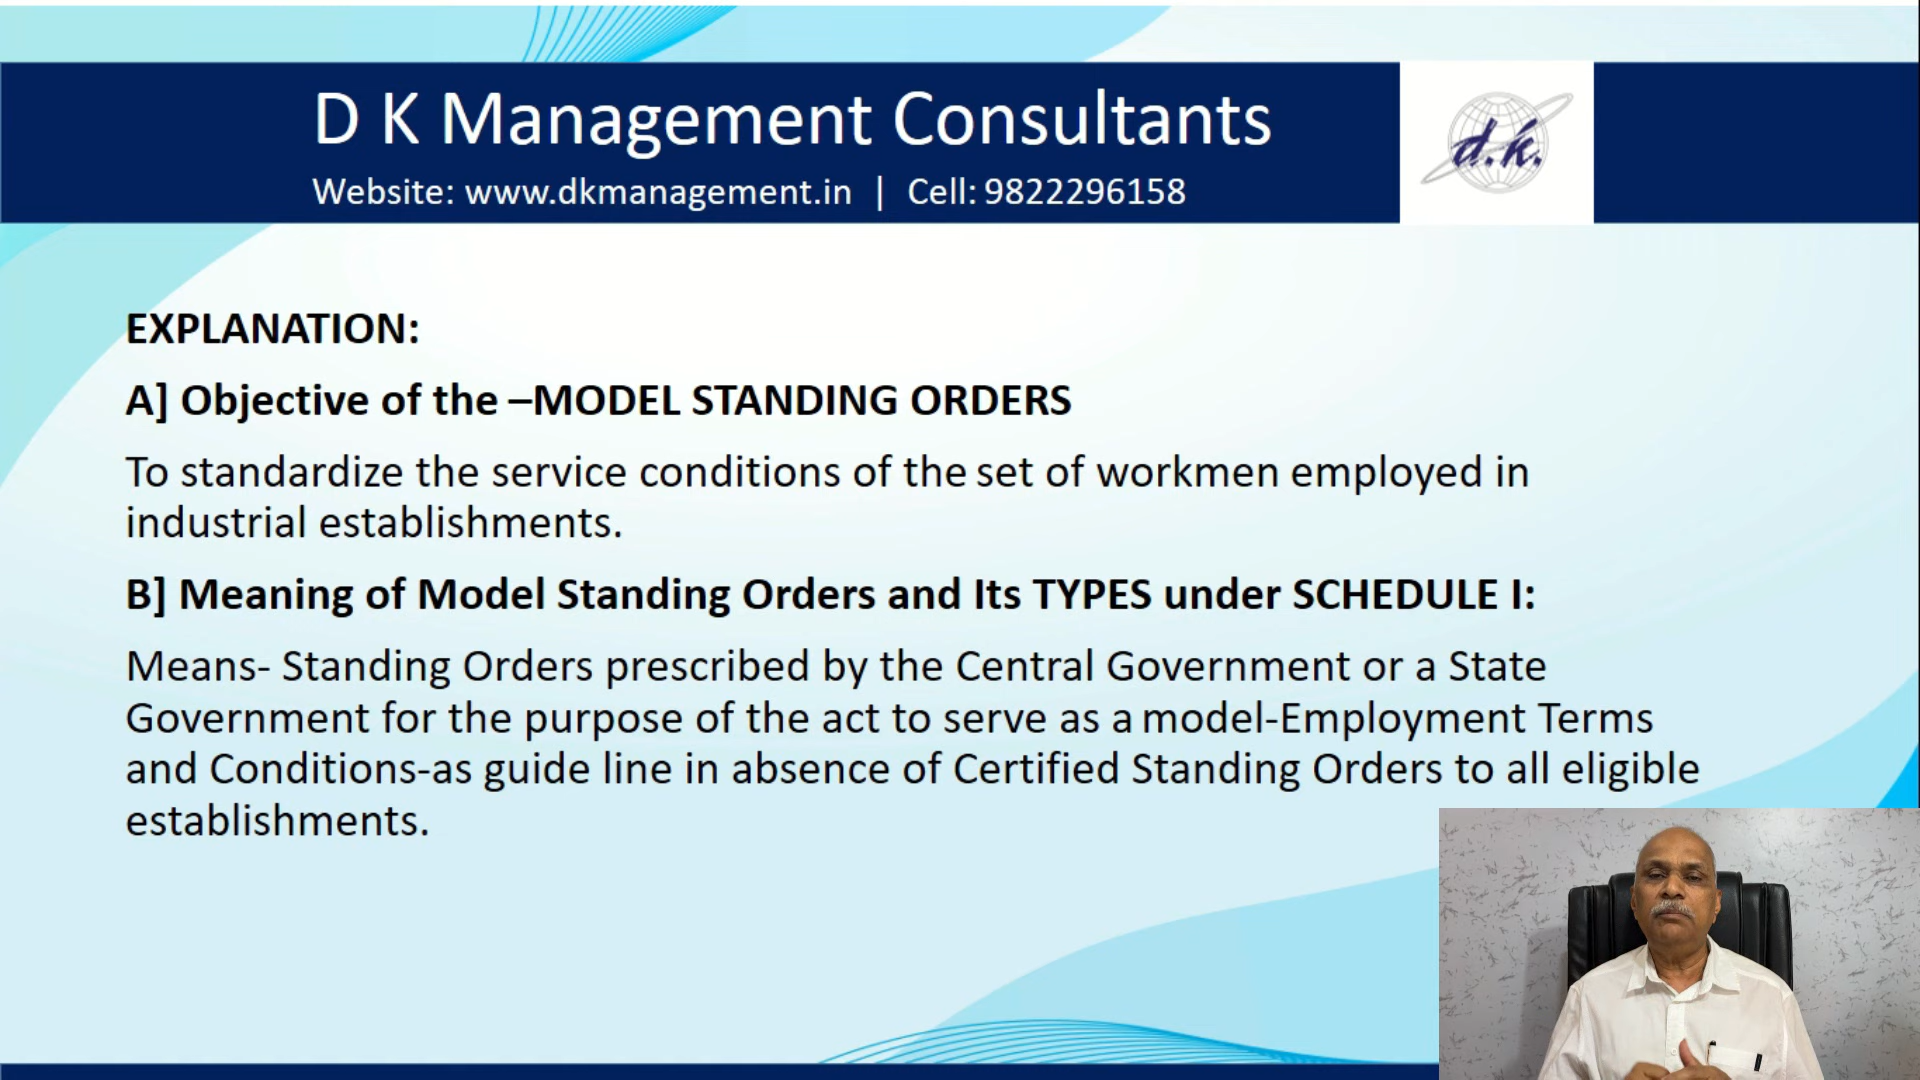 D K Management Consultants
Website: www.dkmanagement.in | Cell: 9822296158
d.k.
EXPLANATION:
A] Objective of the –MODEL STANDING ORDERS
To standardize the service conditions of the set of workmen employed in
industrial establishments.
B] Meaning of Model Standing Orders and Its TYPES under SCHEDULE I:
Means- Standing Orders prescribed by the Central Government or a State
Government for the purpose of the act to serve as a model-Employment Terms
and Conditions-as guide line in absence of Certified Standing Orders to all eligible
establishments.